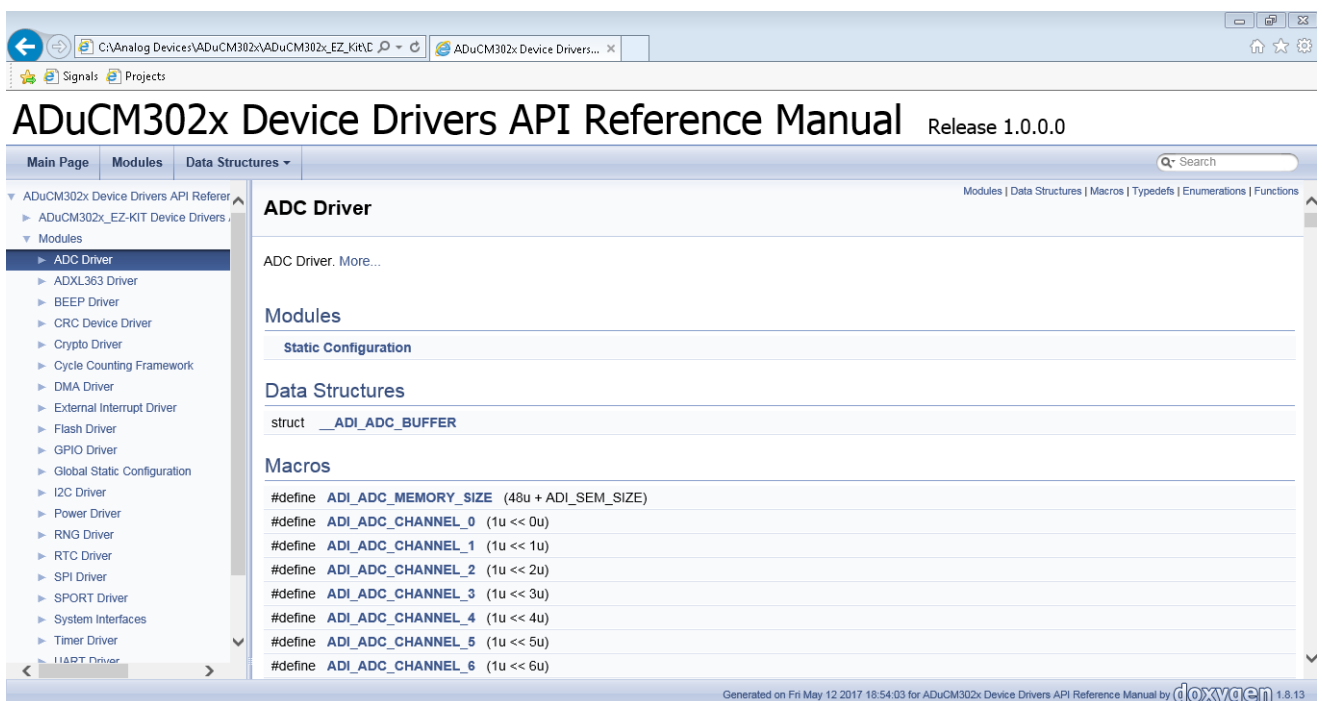 C:\Analog Devices\ADuCM302x\ADuCM302x_EZ_Kit\D
ADuCM302x Device Drivers...
Signals Projects
ADuCM302x Device Drivers API Reference Manual Release 1.0.0.0
Main Page Modules Data Structures
Search
ADuCM302x Device Drivers API Referen
ADuCM302x_EZ-KIT Device Drivers
Modules
ADC Driver
ADXL363 Driver
BEEP Driver
CRC Device Driver
Crypto Driver
Cycle Counting Framework
DMA Driver
External Interrupt Driver
Flash Driver
GPIO Driver
Global Static Configuration
I2C Driver
Power Driver
RNG Driver
RTC Driver
SPI Driver
SPORT Driver
System Interfaces
Timer Driver
UART Driver
Modules | Data Structures | Macros | Typedefs | Enumerations | Functions
ADC Driver
ADC Driver. More...
Modules
Static Configuration
Data Structures
struct __ADI_ADC_BUFFER
Macros
#define ADI_ADC_MEMORY_SIZE (48u + ADI_SEM_SIZE)
#define ADI_ADC_CHANNEL_0 (1u << 0u)
#define ADI_ADC_CHANNEL_1 (1u << 1u)
#define ADI_ADC_CHANNEL_2 (1u << 2u)
#define ADI_ADC_CHANNEL_3 (1u << 3u)
#define ADI_ADC_CHANNEL_4 (1u << 4u)
#define ADI_ADC_CHANNEL_5 (1u << 5u)
#define ADI_ADC_CHANNEL_6 (1u << 6u)
Generated on Fri May 12 2017 18:54:03 for ADuCM302x Device Drivers API Reference Manual by doxygen 1.8.13